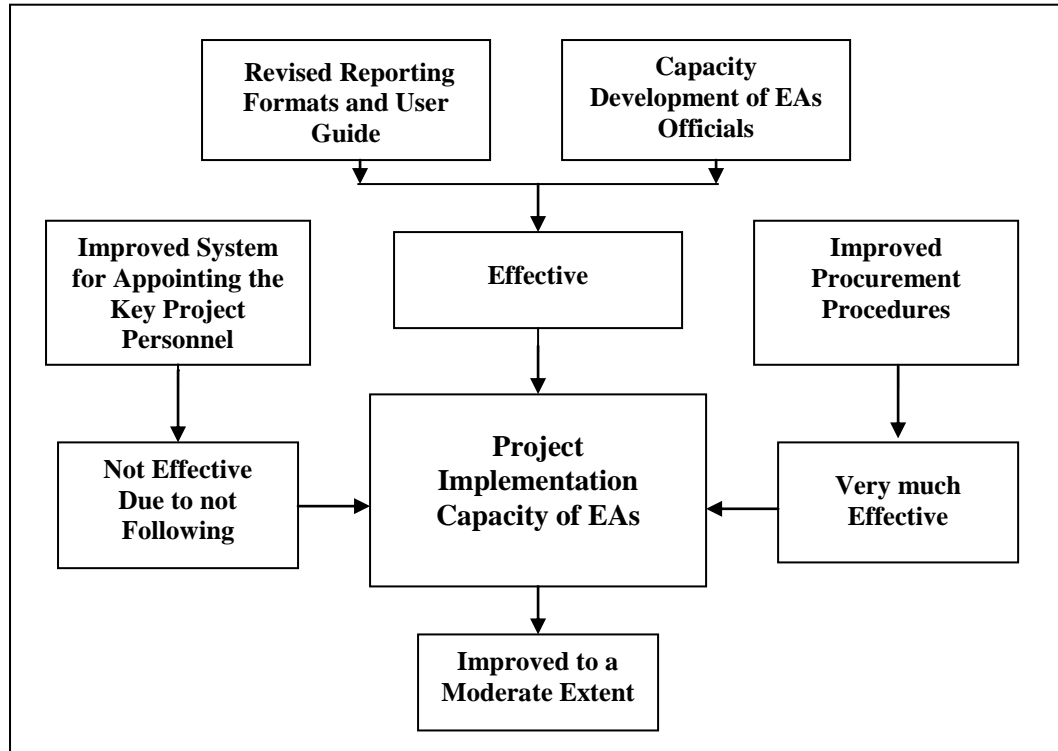 Revised Reporting
Formats and User
Guide
Capacity
Development of EAs
Officials
Improved System
for Appointing the
Key Project
Personnel
Effective
Improved
Procurement
Procedures
Not Effective
Due to not
Following
Project
Implementation
Capacity of EAs
Very much
Effective
Improved to a
Moderate Extent